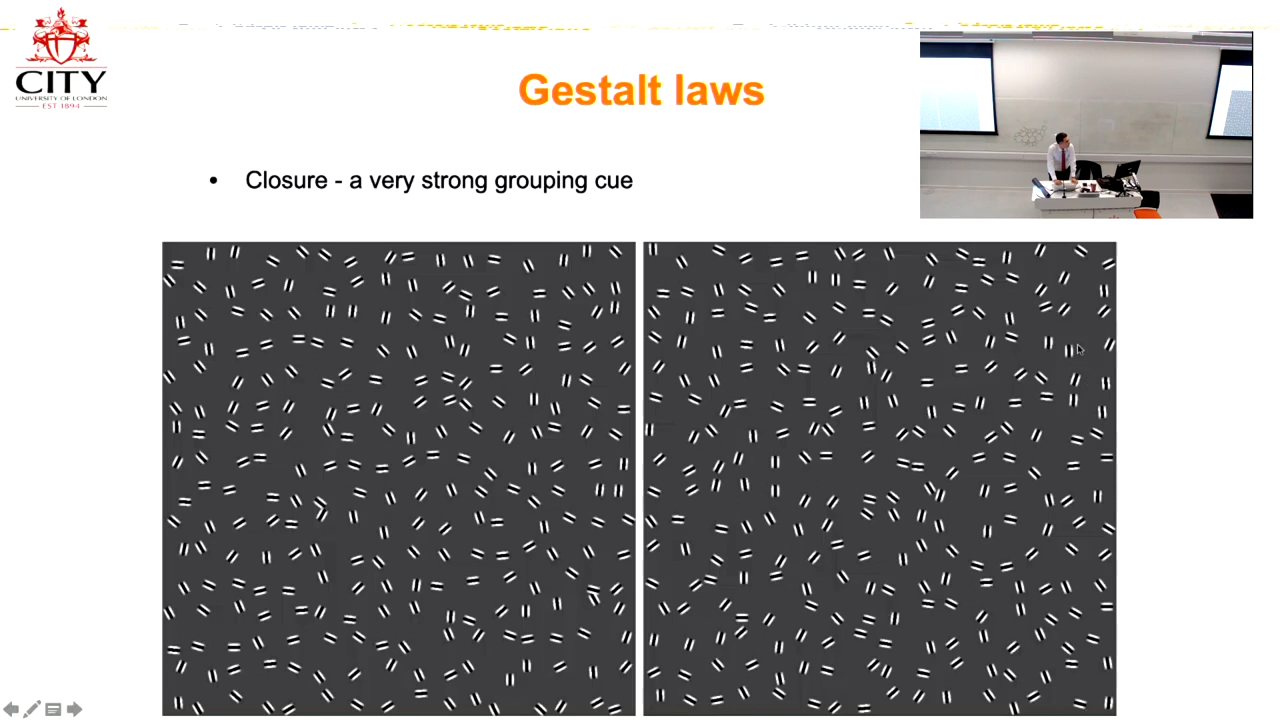 CITY
UNIVERSITY OF LONDON
EST 1894
Gestalt laws
• Closure - a very strong grouping cue